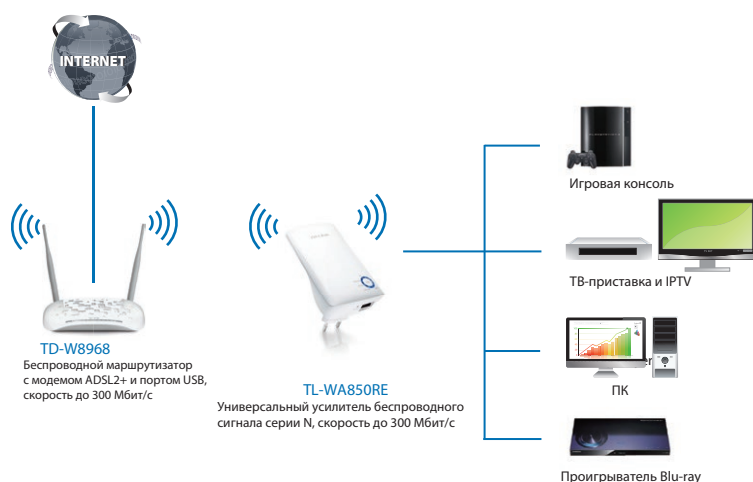 INTERNET
Игровая консоль
ТВ-приставка и IPTV
ПК
Проигрыватель Blu-ray
TD-W8968
Беспроводной маршрутизатор
с модемом ADSL2+ и портом USB,
скорость до 300 Мбит/с
TL-WA850RE
Универсальный усилитель беспроводного
сигнала серии N, скорость до 300 Мбит/с